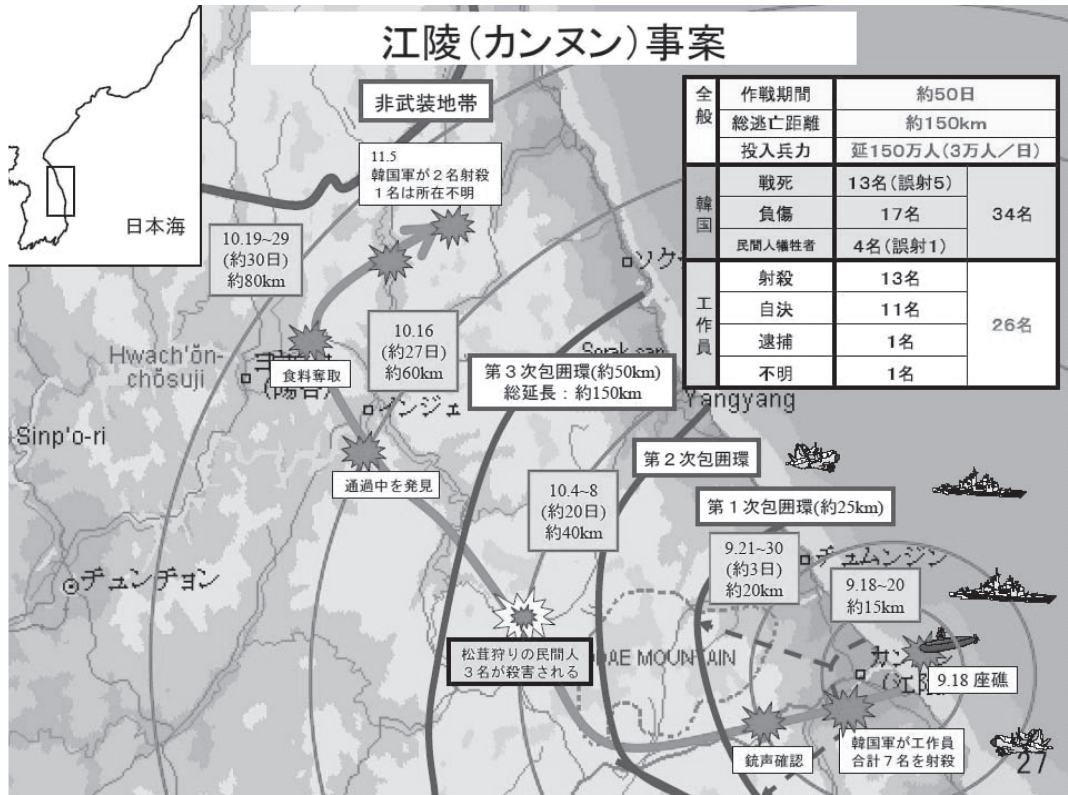 江陵（カンヌン）事案
日本海
非武装地帯
全般
作戦期間 約50日
総逃亡距離 約150km
投入兵力 延150万人(3万人／日)
韓国
戦死 13名(誤射5)
負傷 17名
民間人犠牲者 4名(誤射1)
34名
工作員
射殺 13名
自決 11名
逮捕 1名
不明 1名
26名
11.5
韓国軍が２名射殺
１名は所在不明
10.19~29
(約30日)
約80km
10.16
(約27日)
約60km
食料奪取
Hwach'ŏn-
chŏsuji
インジェ
Sinp'o-ri
通過中を発見
第３次包囲環(約50km)
総延長：約150km
Yangyang
第２次包囲環
第１次包囲環(約25km)
10.4~8
(約20日)
約40km
9.21~30
(約3日)
約20km
チュムンジン
9.18~20
約15km
チュンチョン
松茸狩りの民間人
３名が殺害される
MOUNTAIN
9.18 座礁
銃声確認
韓国軍が工作員
合計７名を射殺
27